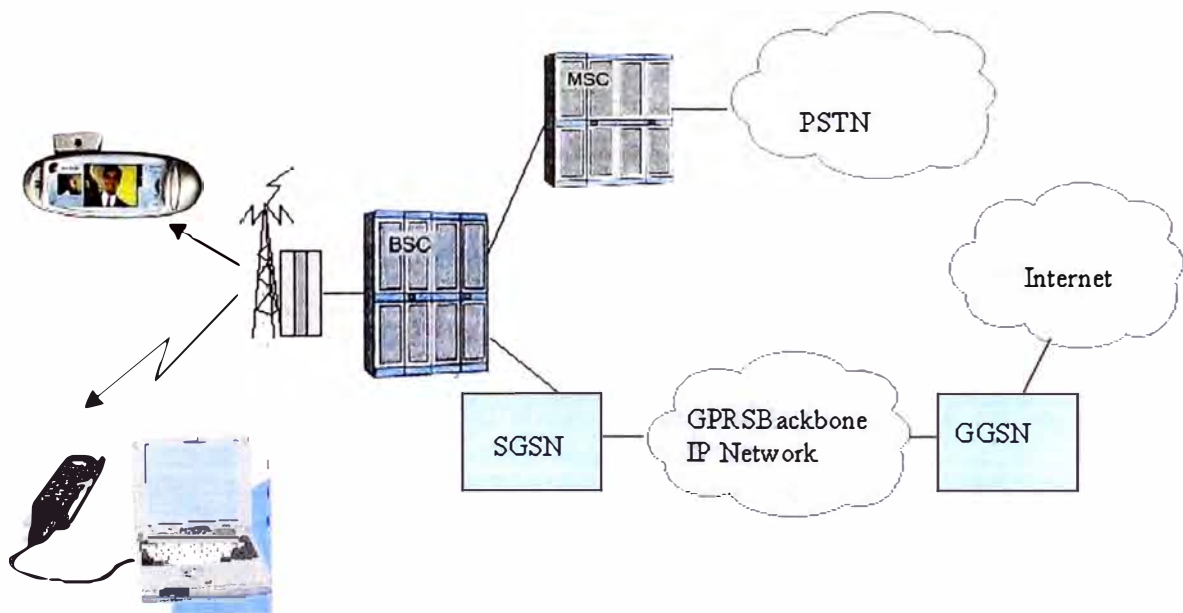 MSC
PSTN
BSC
Internet
SGSN
GPRSBackbone
IP Network
GGSN